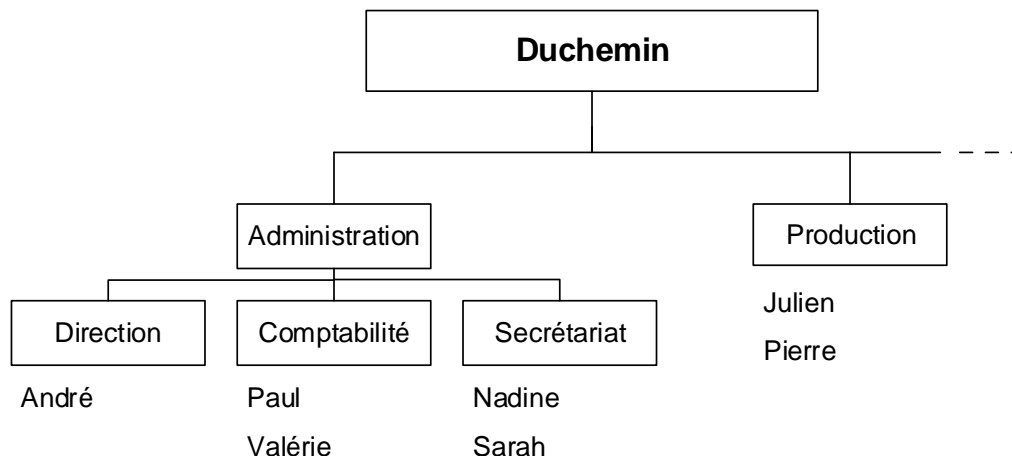 Duchemin
Administration
Production
Direction
Comptabilité
Secrétariat
Julien
Pierre
André
Paul
Nadine
Valérie
Sarah